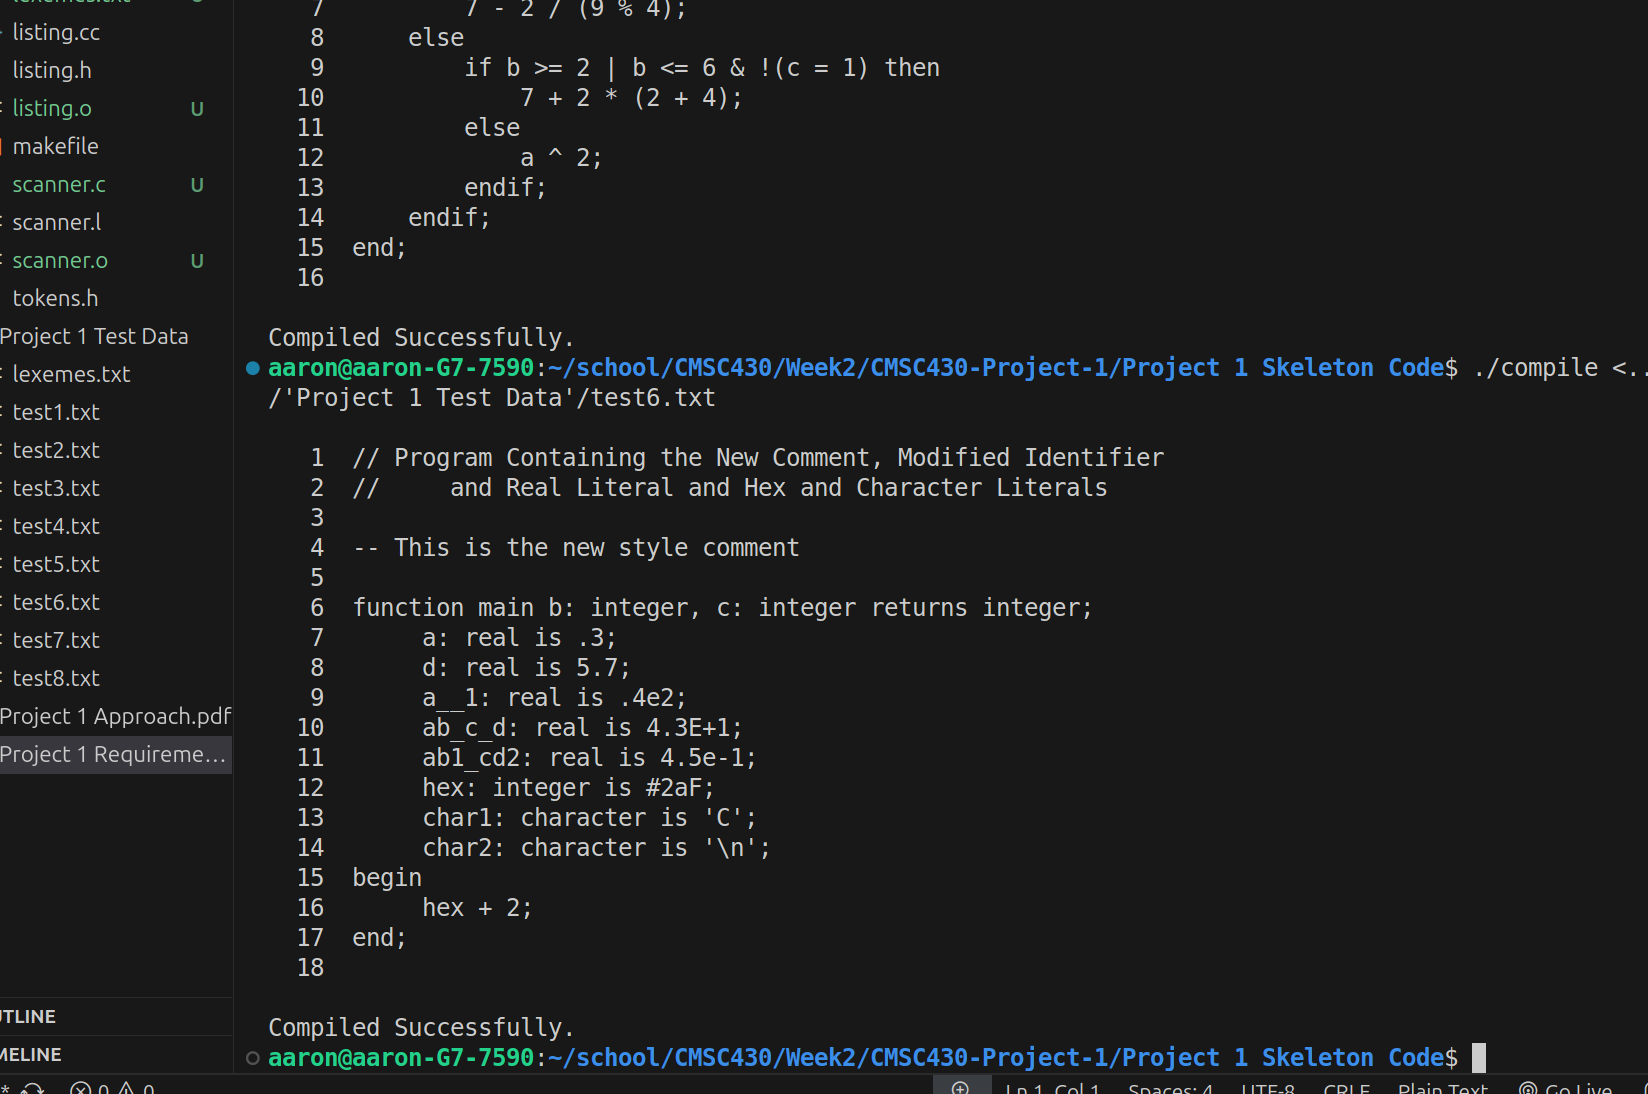 lexemes.txt U
listing.cc
listing.h
listing.o U
makefile
scanner.c U
scanner.l
scanner.o U
tokens.h
Project 1 Test Data
lexemes.txt
test1.txt
test2.txt
test3.txt
test4.txt
test5.txt
test6.txt
test7.txt
test8.txt
Project 1 Approach.pdf
Project 1 Requireme...
7 7 - 2 / (9 % 4);
8 else
9 if b >= 2 | b <= 6 & !(c = 1) then
10 7 + 2 * (2 + 4);
11 else
12 a ^ 2;
13 endif;
14 endif;
15 end;
16
Compiled Successfully.
aaron@aaron-G7-7590:~/school/CMSC430/Week2/CMSC430-Project-1/Project 1 Skeleton Code$ ./compile <..
/'Project 1 Test Data'/test6.txt
1 // Program Containing the New Comment, Modified Identifier
2 // and Real Literal and Hex and Character Literals
3
4 -- This is the new style comment
5
6 function main b: integer, c: integer returns integer;
7 a: real is .3;
8 d: real is 5.7;
9 a__1: real is .4e2;
10 ab_c_d: real is 4.3E+1;
11 ab1_cd2: real is 4.5e-1;
12 hex: integer is #2aF;
13 char1: character is 'C';
14 char2: character is '\n';
15 begin
16 hex + 2;
17 end;
18
Compiled Successfully.
aaron@aaron-G7-7590:~/school/CMSC430/Week2/CMSC430-Project-1/Project 1 Skeleton Code$
UTLINE
MELINE
* 0 0 Ln 1, Col 1 Spaces: 4 UTF-8 CRLF Plain Text Go Live